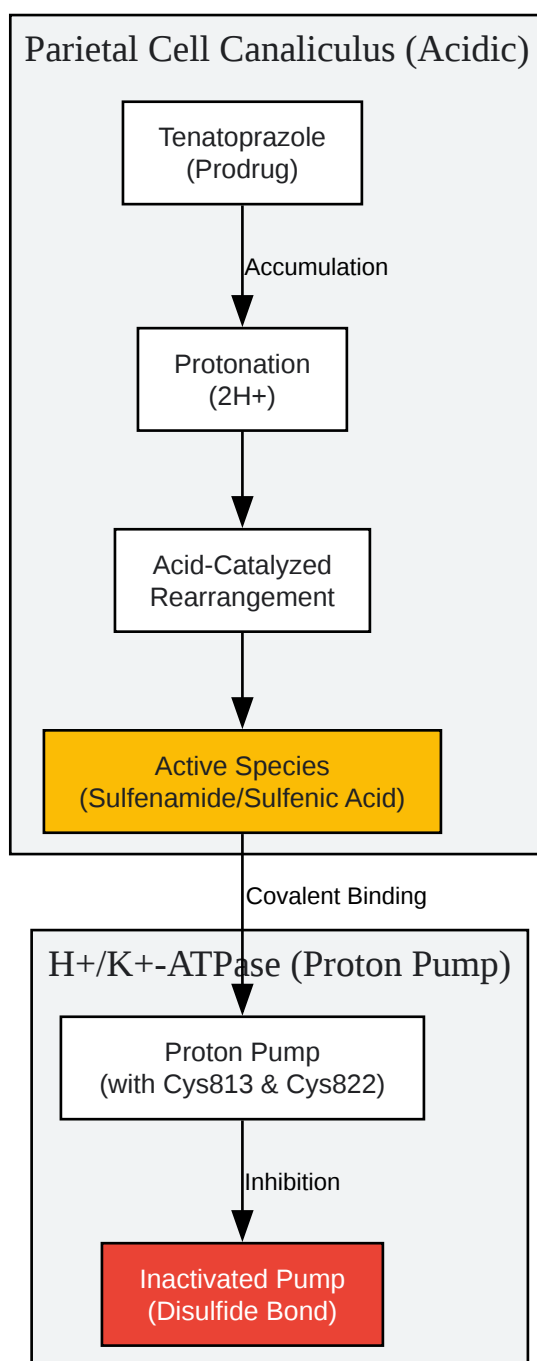 Parietal Cell Canaliculus (Acidic)
Tenatoprazole
(Prodrug)
Accumulation
Protonation
(2H+)
Acid-Catalyzed
Rearrangement
Active Species
(Sulfenamide/Sulfenic Acid)
Covalent Binding
H+/K+-ATPase (Proton Pump)
Proton Pump
(with Cys813 & Cys822)
Inhibition
Inactivated Pump
(Disulfide Bond)